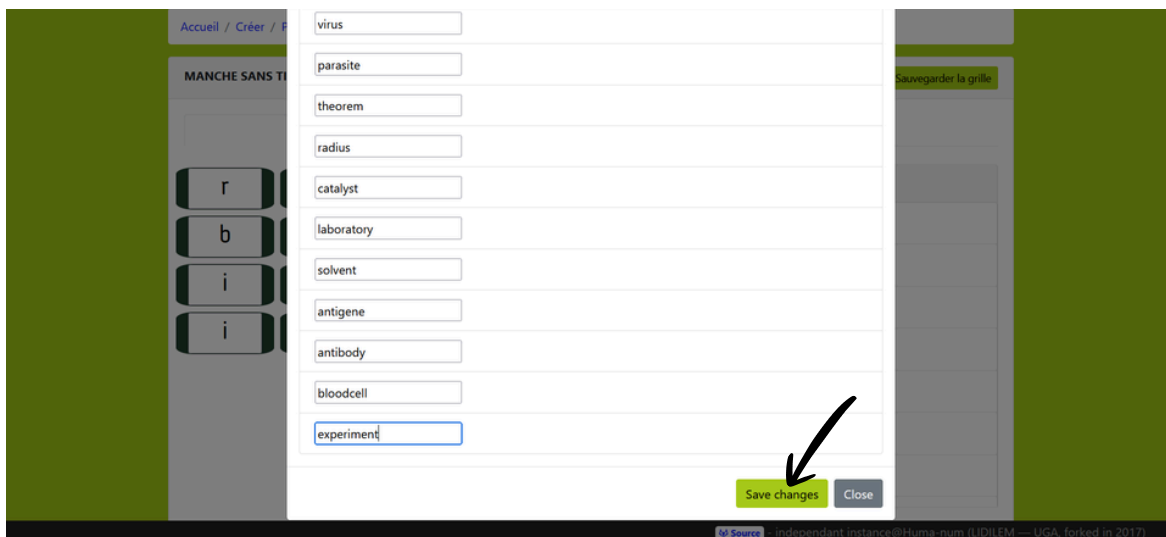 Accueil / Créer / P
virus
parasite
MANCHE SANS TI
Sauvegarder la grille
theorem
radius
r
catalyst
b
laboratory
i
solvent
antigene
i
antibody
bloodcell
experiment
Save changes
Close
Source - independant instance@Huma-num (LIDILEM — UGA, forked in 2017)